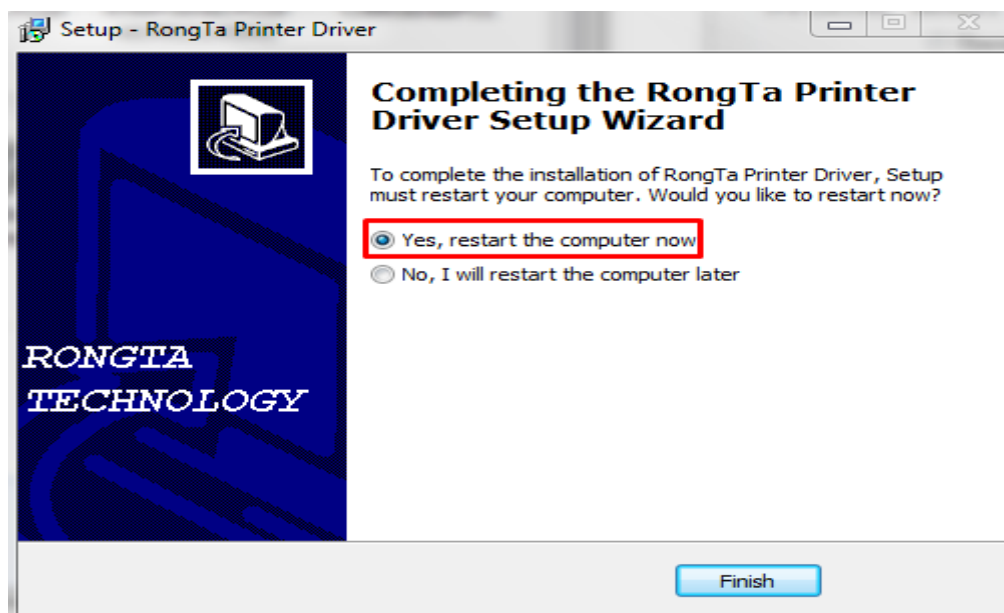 Setup - RongTa Printer Driver
Completing the RongTa Printer
Driver Setup Wizard
To complete the installation of RongTa Printer Driver, Setup
must restart your computer. Would you like to restart now?
Yes, restart the computer now
No, I will restart the computer later
RONGTA
TECHNOLOGY
Finish